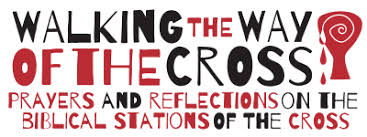 WALKING THE WAY
OF THE CROSS
PRAYERS AND REFLECTIONS ON THE
BIBLICAL STATIONS OF THE CROSS